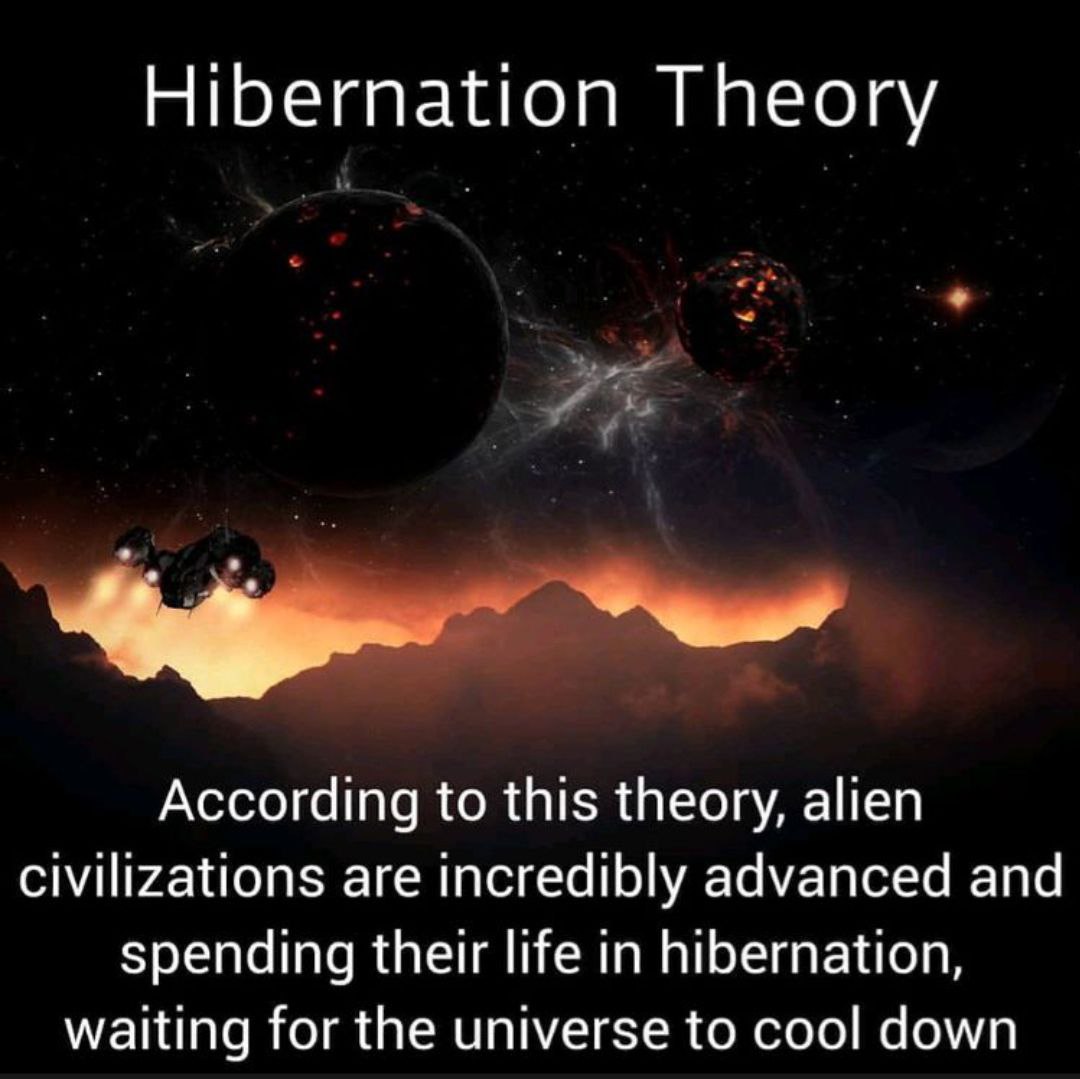 Hibernation Theory
According to this theory, alien
civilizations are incredibly advanced and
spending their life in hibernation,
waiting for the universe to cool down